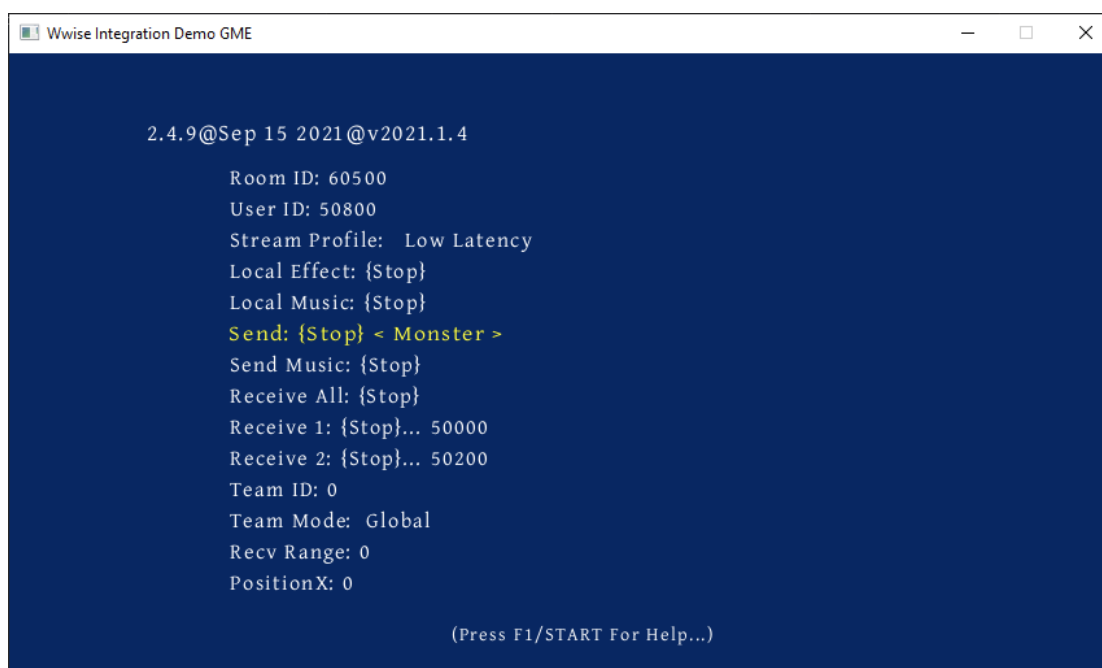 Wwise Integration Demo GME
2.4.9@Sep 15 2021@v2021.1.4
Room ID: 60500
User ID: 50800
Stream Profile: Low Latency
Local Effect: {Stop}
Local Music: {Stop}
Send: {Stop} < Monster >
Send Music: {Stop}
Receive All: {Stop}
Receive 1: {Stop}... 50000
Receive 2: {Stop}... 50200
Team ID: 0
Team Mode: Global
Recv Range: 0
PositionX: 0
(Press F1/START For Help...)